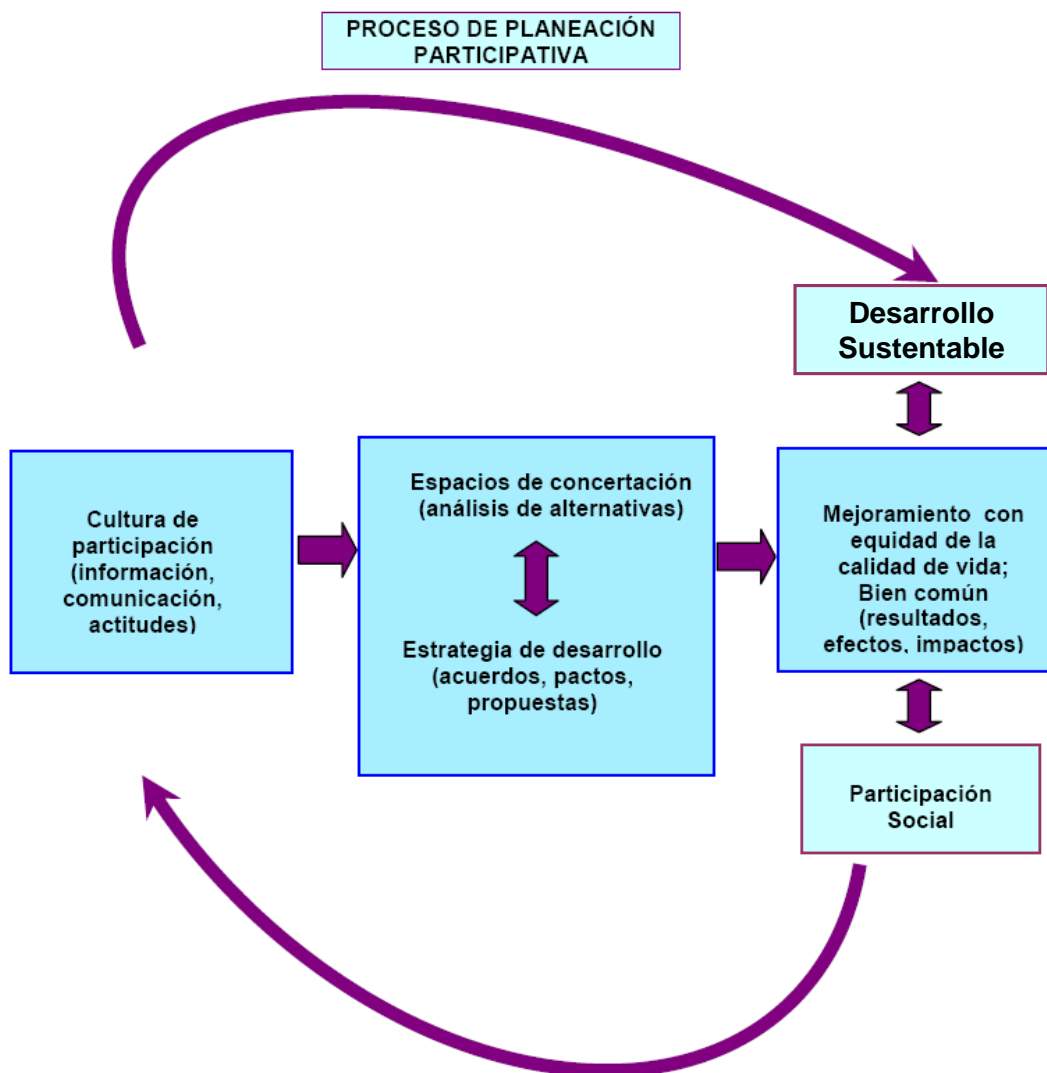 PROCESO DE PLANEACIÓN
PARTICIPATIVA
Desarrollo
Sustentable
Cultura de
participación
(información,
comunicación,
actitudes)
Espacios de concertación
(análisis de alternativas)
Estrategia de desarrollo
(acuerdos, pactos,
propuestas)
Mejoramiento con
equidad de la
calidad de vida;
Bien común
(resultados,
efectos, impactos)
Participación
Social